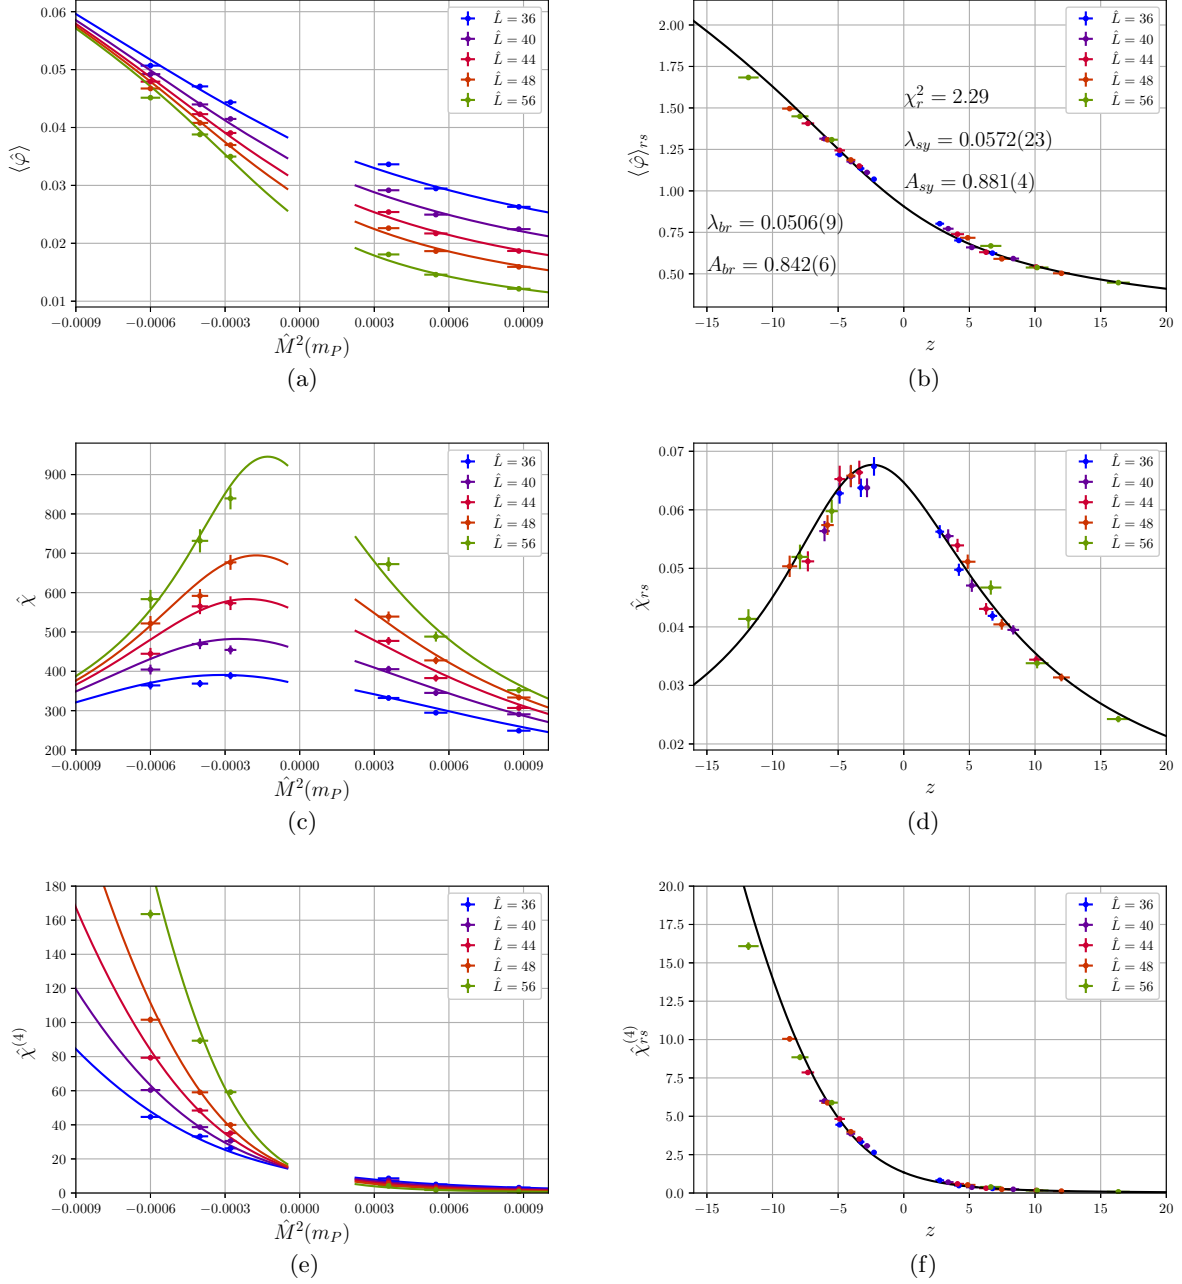 0.06
0.05
0.04
0.03
0.02
0.01
⟨φ̂⟩
L̂ = 36
L̂ = 40
L̂ = 44
L̂ = 48
L̂ = 56
−0.0009 −0.0006 −0.0003 0.0000 0.0003 0.0006 0.0009
M̂²(m_P)
(a)
2.00
1.75
1.50
1.25
1.00
0.75
0.50
⟨φ̂⟩_rs
L̂ = 36
L̂ = 40
L̂ = 44
L̂ = 48
L̂ = 56
χ_r² = 2.29
λ_sy = 0.0572(23)
A_sy = 0.881(4)
λ_br = 0.0506(9)
A_br = 0.842(6)
−15 −10 −5 0 5 10 15 20
z
(b)
900
800
700
600
500
400
300
200
χ̂
L̂ = 36
L̂ = 40
L̂ = 44
L̂ = 48
L̂ = 56
−0.0009 −0.0006 −0.0003 0.0000 0.0003 0.0006 0.0009
M̂²(m_P)
(c)
0.07
0.06
0.05
0.04
0.03
0.02
χ̂_rs
L̂ = 36
L̂ = 40
L̂ = 44
L̂ = 48
L̂ = 56
−15 −10 −5 0 5 10 15 20
z
(d)
180
160
140
120
100
80
60
40
20
0
χ̂⁽⁴⁾
L̂ = 36
L̂ = 40
L̂ = 44
L̂ = 48
L̂ = 56
−0.0009 −0.0006 −0.0003 0.0000 0.0003 0.0006 0.0009
M̂²(m_P)
(e)
20.0
17.5
15.0
12.5
10.0
7.5
5.0
2.5
0.0
χ̂_rs⁽⁴⁾
L̂ = 36
L̂ = 40
L̂ = 44
L̂ = 48
L̂ = 56
−15 −10 −5 0 5 10 15 20
z
(f)